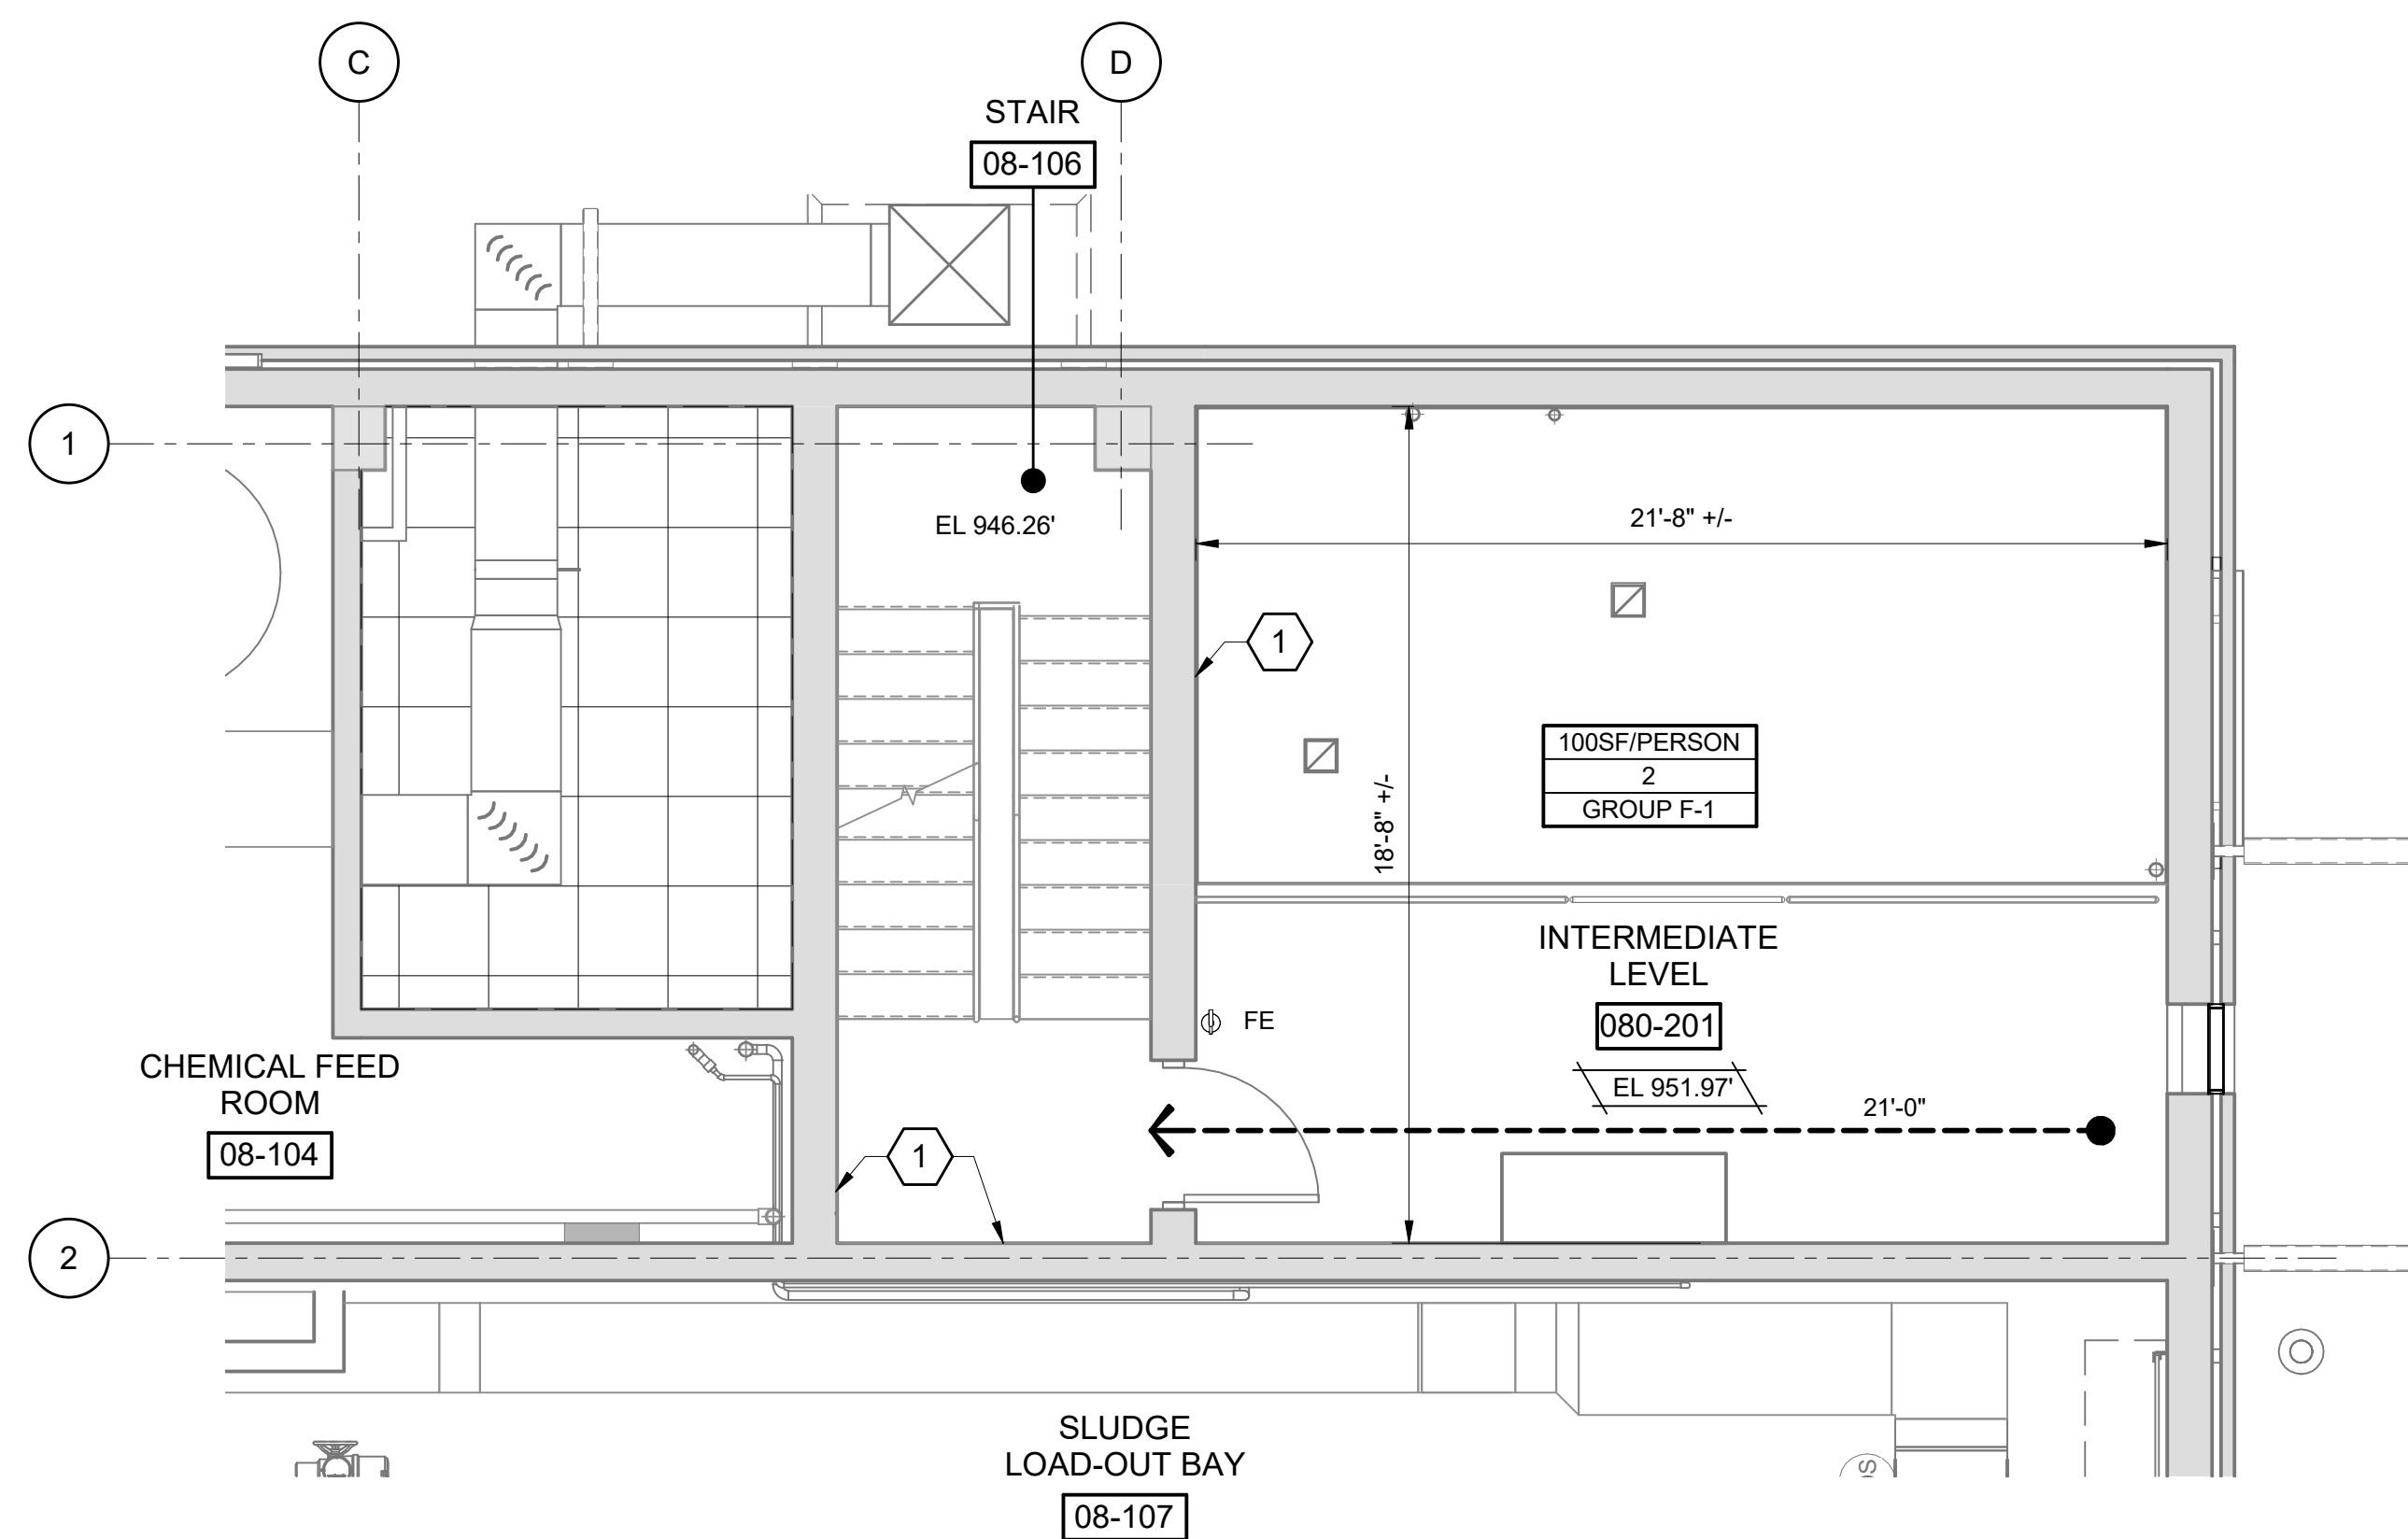 C
D
STAIR
08-106
1
EL 946.26'
21'-8" +/-
1
100SF/PERSON
2
GROUP F-1
18'-8" +/-
INTERMEDIATE
LEVEL
080-201
FE
EL 951.97'
21'-0"
CHEMICAL FEED
ROOM
08-104
1
2
SLUDGE
LOAD-OUT BAY
08-107